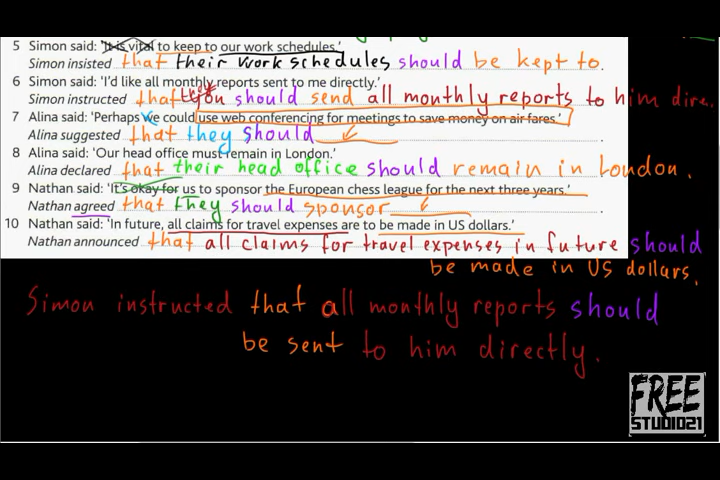 5 Simon said: 'It is vital to keep to our work schedules.'
Simon insisted that their work schedules should be kept to.
6 Simon said: 'I'd like all monthly reports sent to me directly.'
they
Simon instructed that you should send all monthly reports to him dire.
7 Alina said: 'Perhaps we could use web conferencing for meetings to save money on air fares.'
Alina suggested that they should
8 Alina said: 'Our head office must remain in London.'
Alina declared that their head office should remain in London.
9 Nathan said: 'It's okay for us to sponsor the European chess league for the next three years.'
Nathan agreed that they should sponsor
10 Nathan said: 'In future, all claims for travel expenses are to be made in US dollars.'
Nathan announced that all claims for travel expenses in future should
be made in US dollars.
Simon instructed that all monthly reports should
be sent to him directly.
FREE
STUDIO21